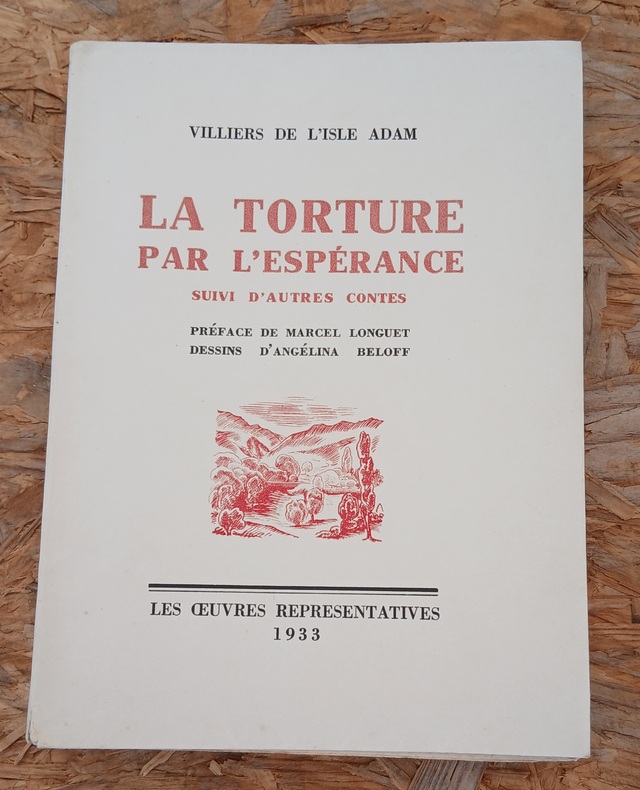 VILLIERS DE L'ISLE ADAM
LA TORTURE
PAR L'ESPÉRANCE
SUIVI D'AUTRES CONTES
PRÉFACE DE MARCEL LONGUET
DESSINS D'ANGÉLINA BELOFF
LES ŒUVRES REPRESENTATIVES
1933